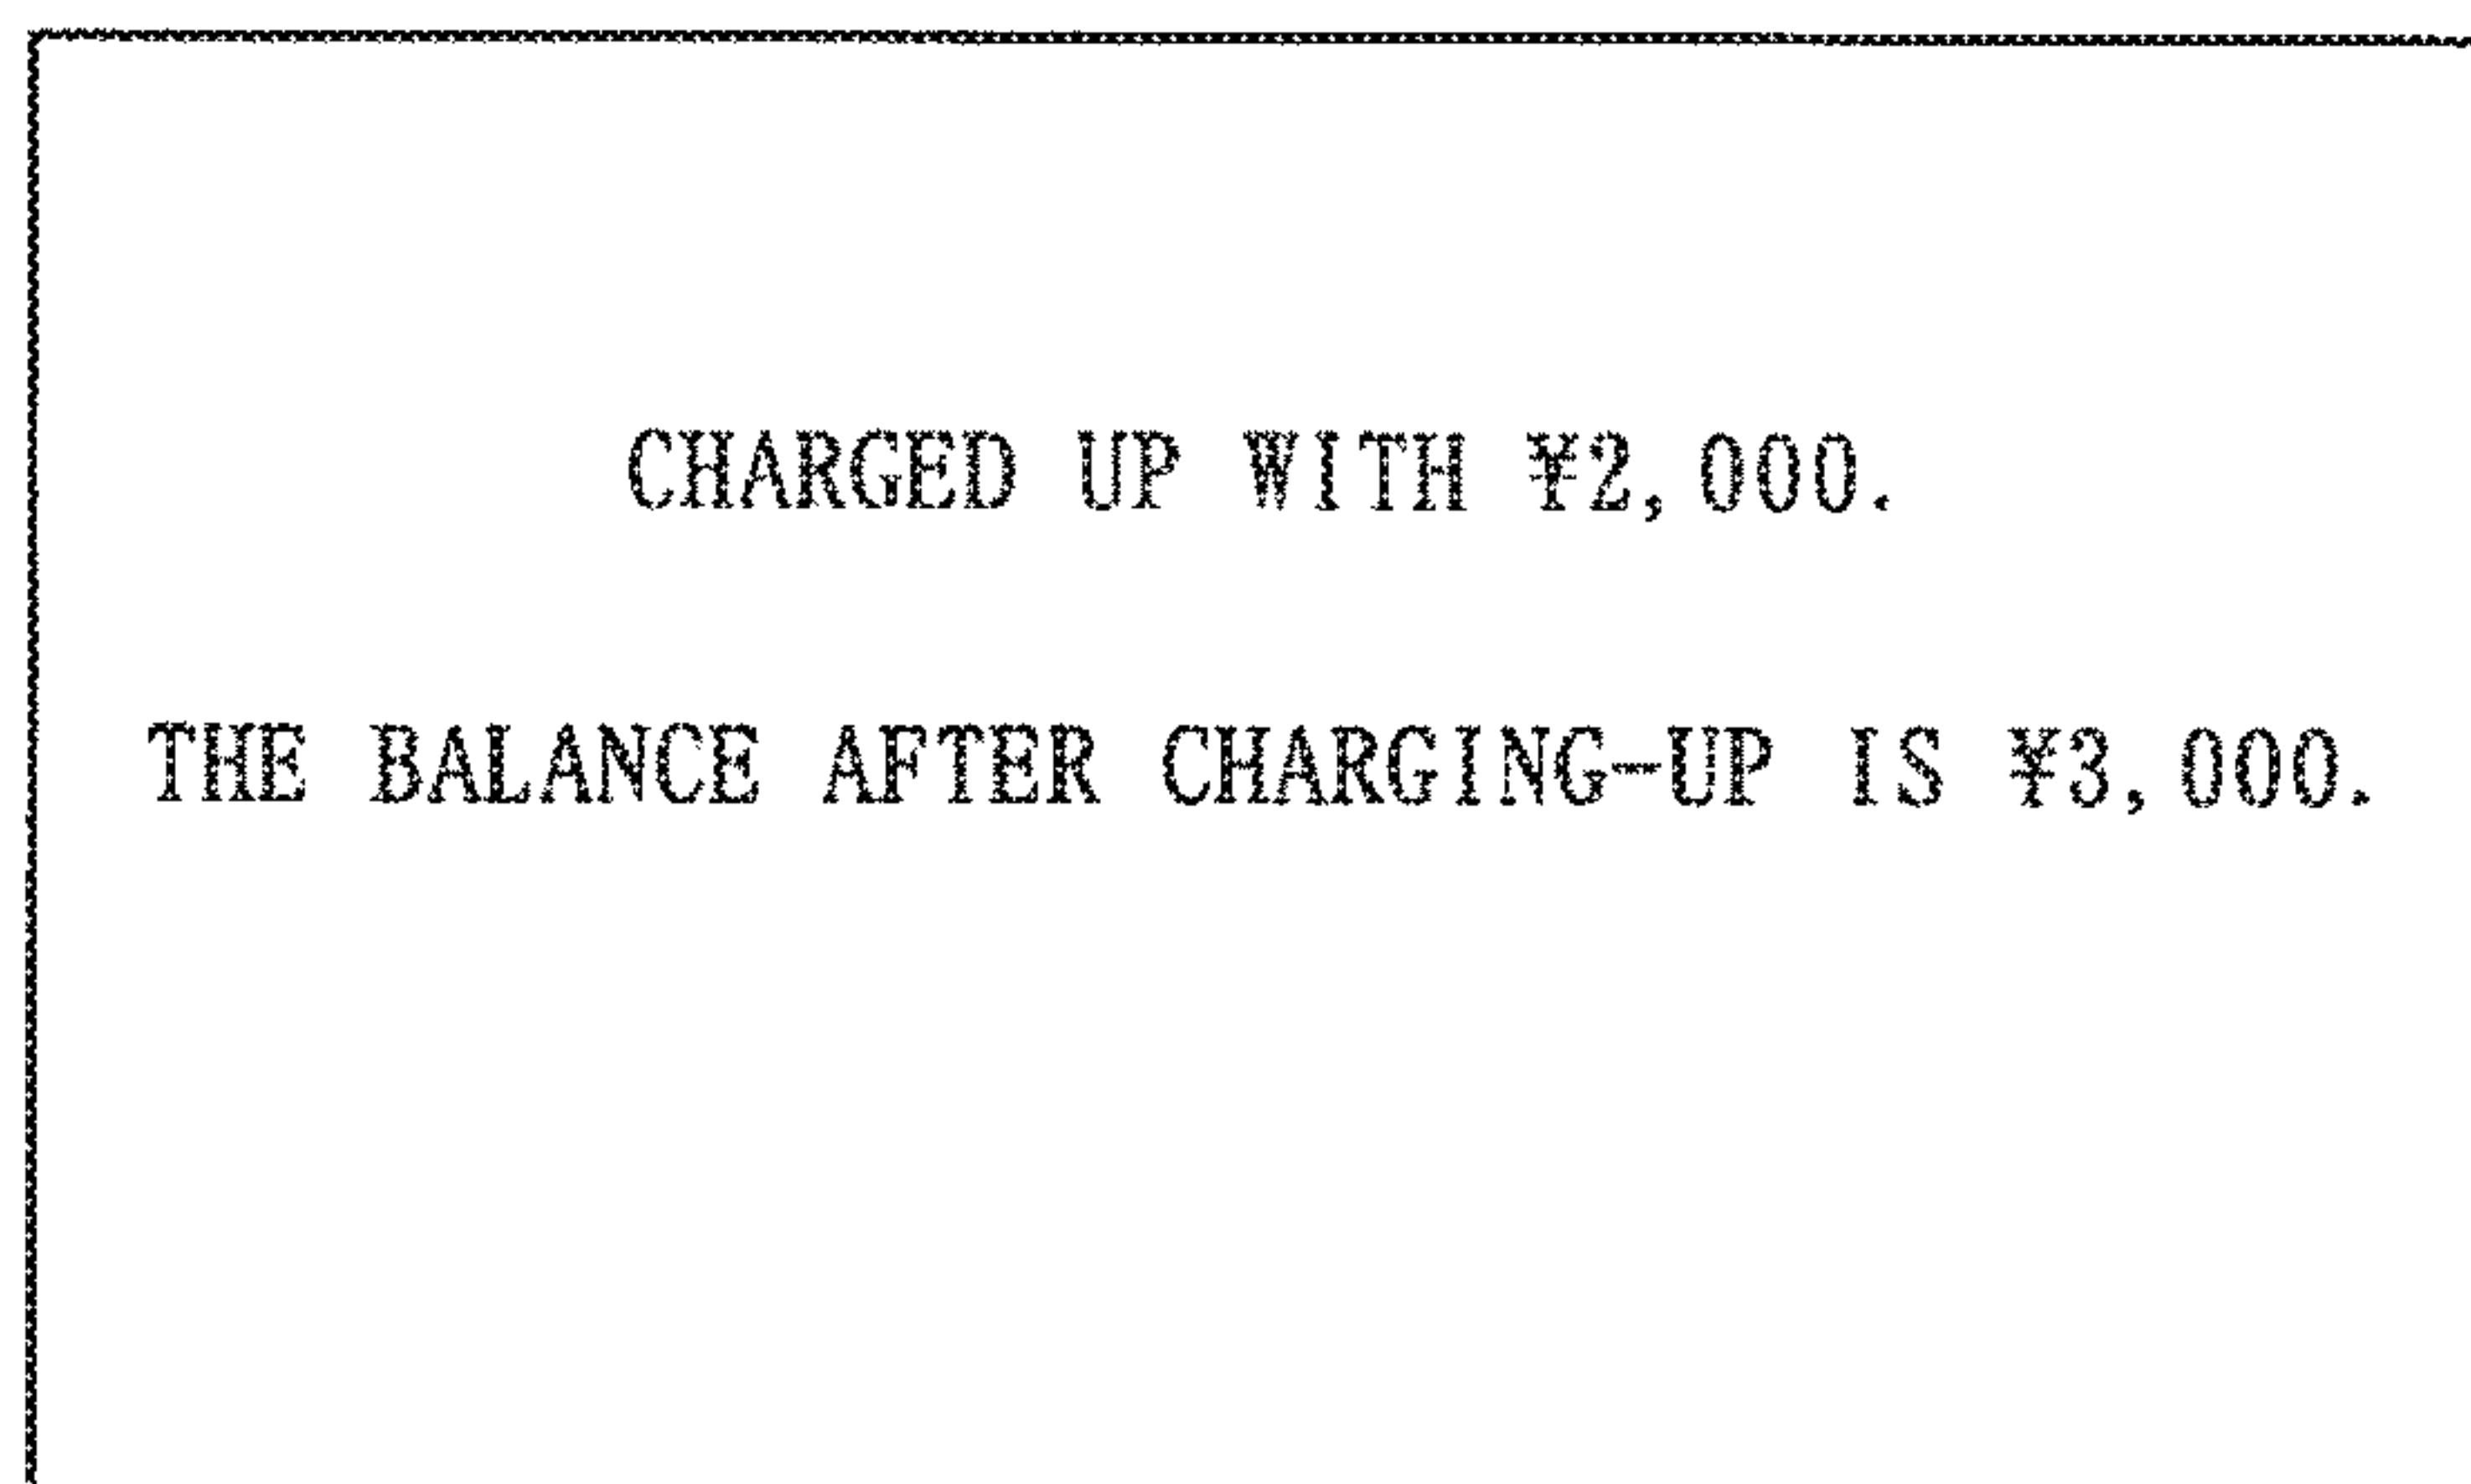 CHARGED UP WITH ¥2,000.
THE BALANCE AFTER CHARGING-UP IS ¥3,000.